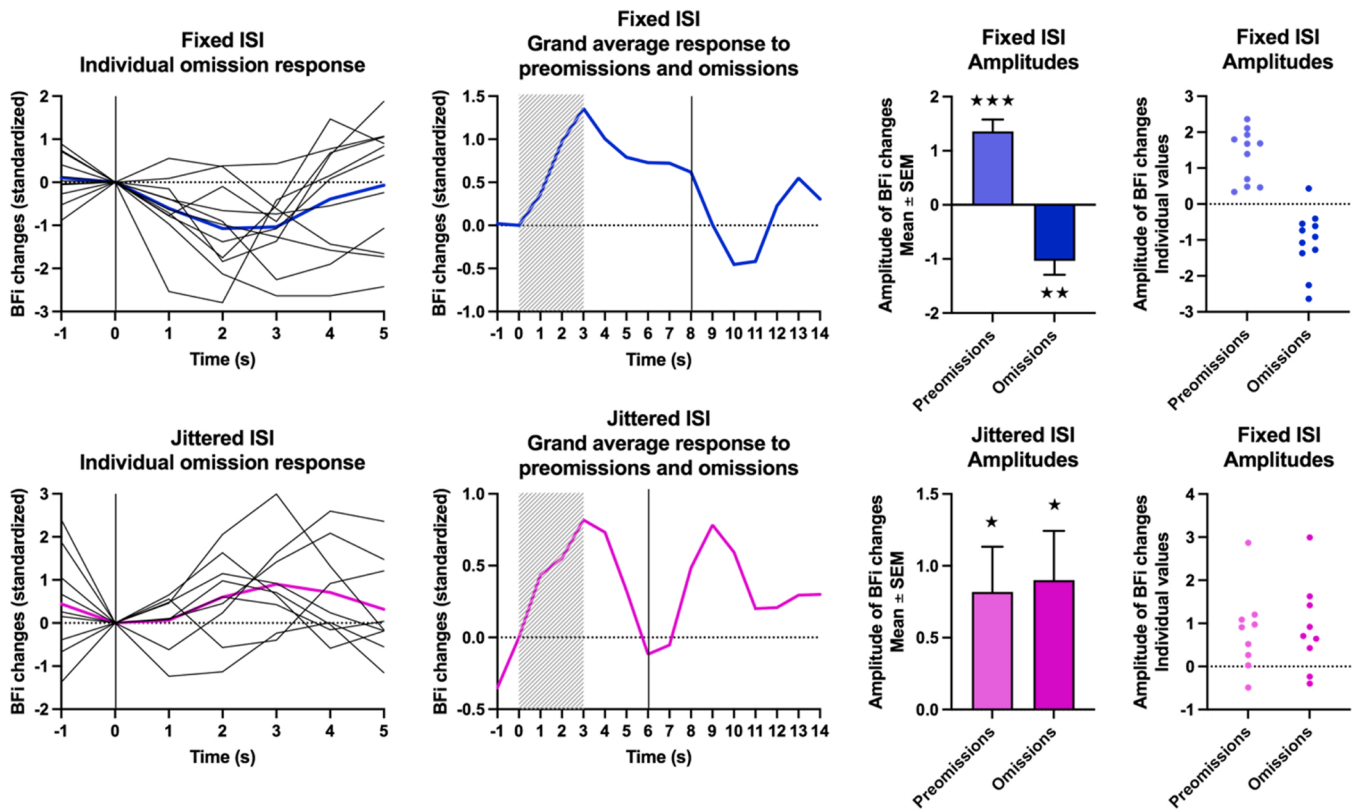 Fixed ISI
Individual omission response
BFi changes (standardized)
2
1
0
-1
-2
-3
-1 0 1 2 3 4 5
Time (s)
Fixed ISI
Grand average response to
preomissions and omissions
BFi changes (standardized)
1.5
1.0
0.5
0.0
-0.5
-1.0
-1 0 1 2 3 4 5 6 7 8 9 10 11 12 13 14
Time (s)
Fixed ISI
Amplitudes
Amplitude of BFi changes
Mean ± SEM
2
1
0
-1
-2
★★★
★★
Preomissions
Omissions
Fixed ISI
Amplitudes
Amplitude of BFi changes
Individual values
3
2
1
0
-1
-2
-3
Preomissions
Omissions
Jittered ISI
Individual omission response
BFi changes (standardized)
3
2
1
0
-1
-2
-1 0 1 2 3 4 5
Time (s)
Jittered ISI
Grand average response to
preomissions and omissions
BFi changes (standardized)
1.0
0.5
0.0
-0.5
-1 0 1 2 3 4 5 6 7 8 9 10 11 12 13 14
Time (s)
Jittered ISI
Amplitudes
Amplitude of BFi changes
Mean ± SEM
1.5
1.0
0.5
0.0
★
★
Preomissions
Omissions
Fixed ISI
Amplitudes
Amplitude of BFi changes
Individual values
4
3
2
1
0
-1
Preomissions
Omissions